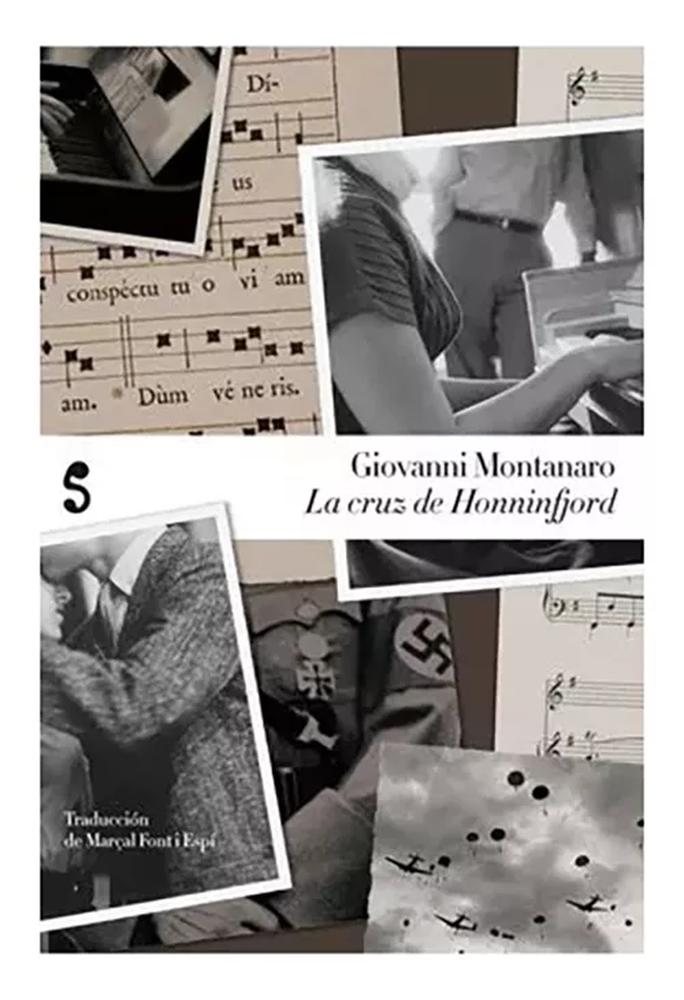 Dí-
us
conspéctu tu o vi am
am. * Dùm vé ne ris.
Giovanni Montanaro
La cruz de Honninfjord
S
Traducción
de Marçal Font i Espí